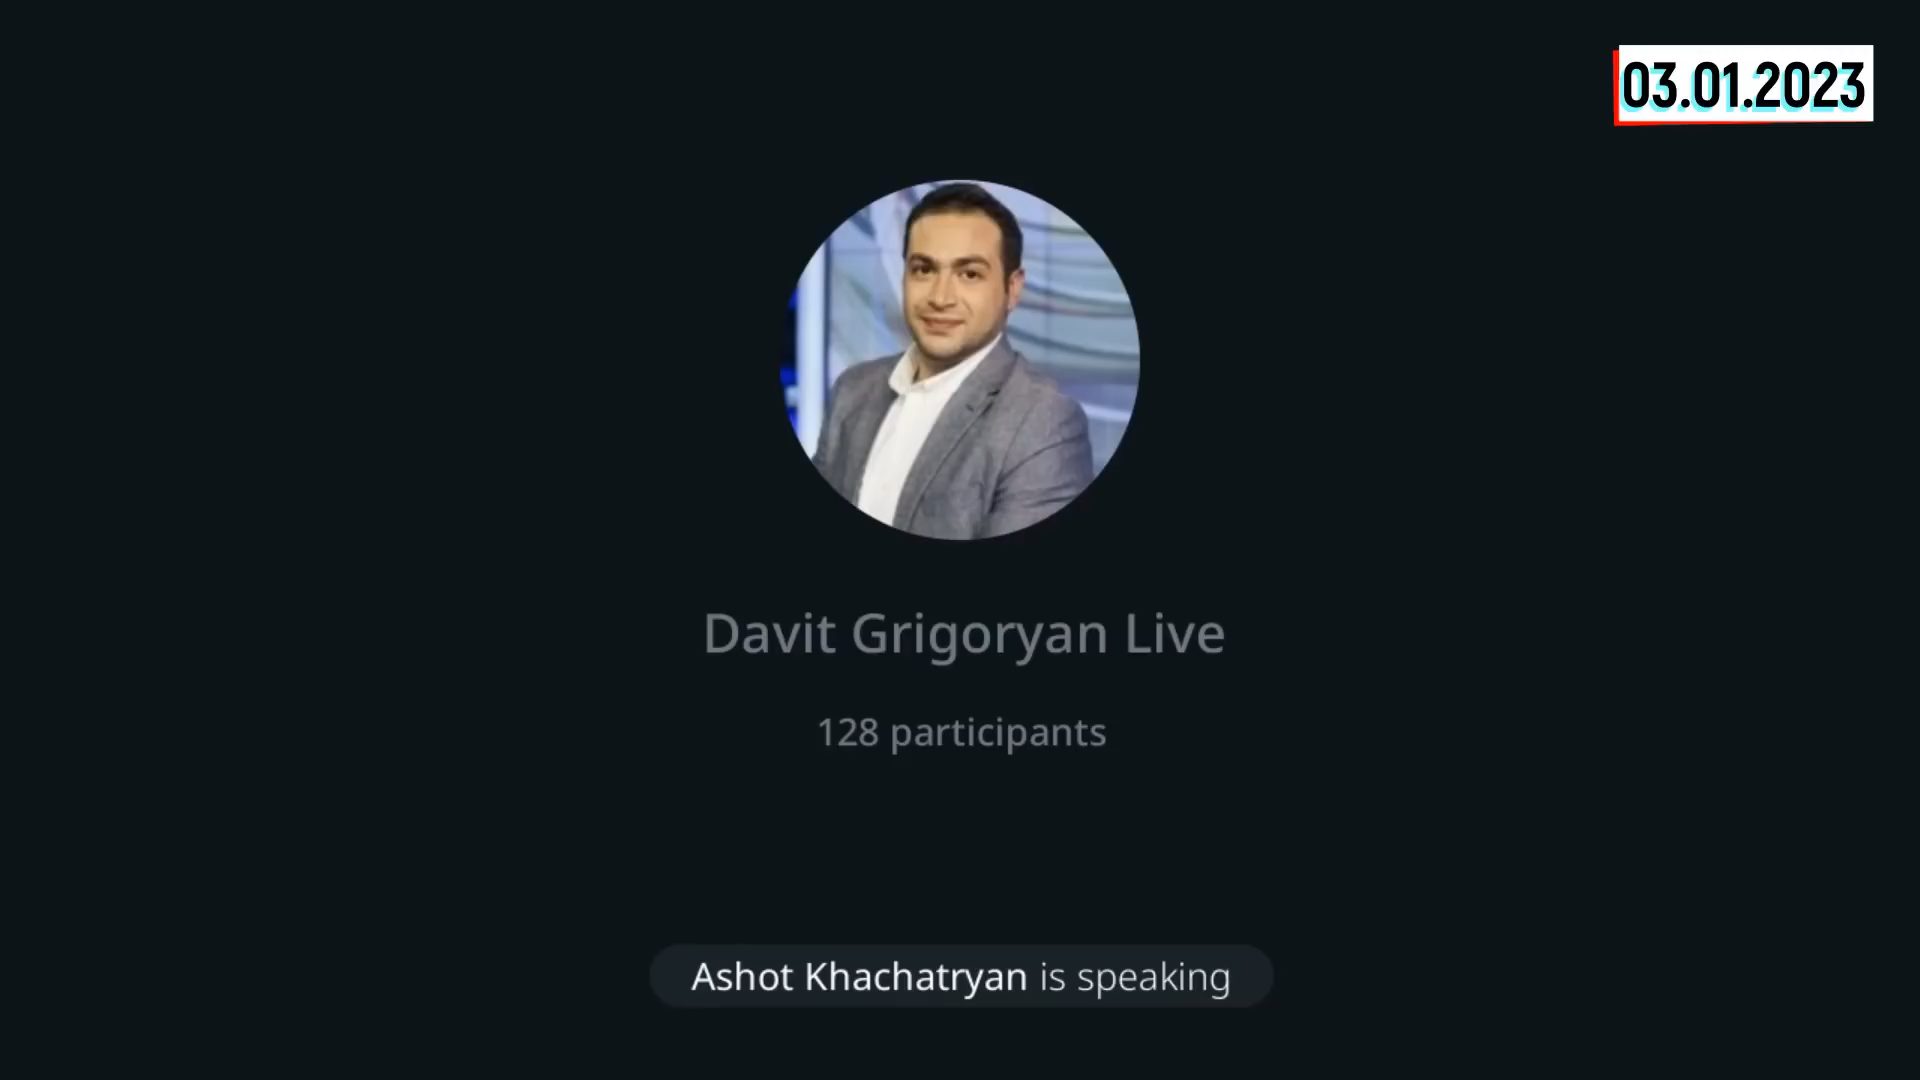 03.01.2023
Davit Grigoryan Live
128 participants
Ashot Khachatryan is speaking